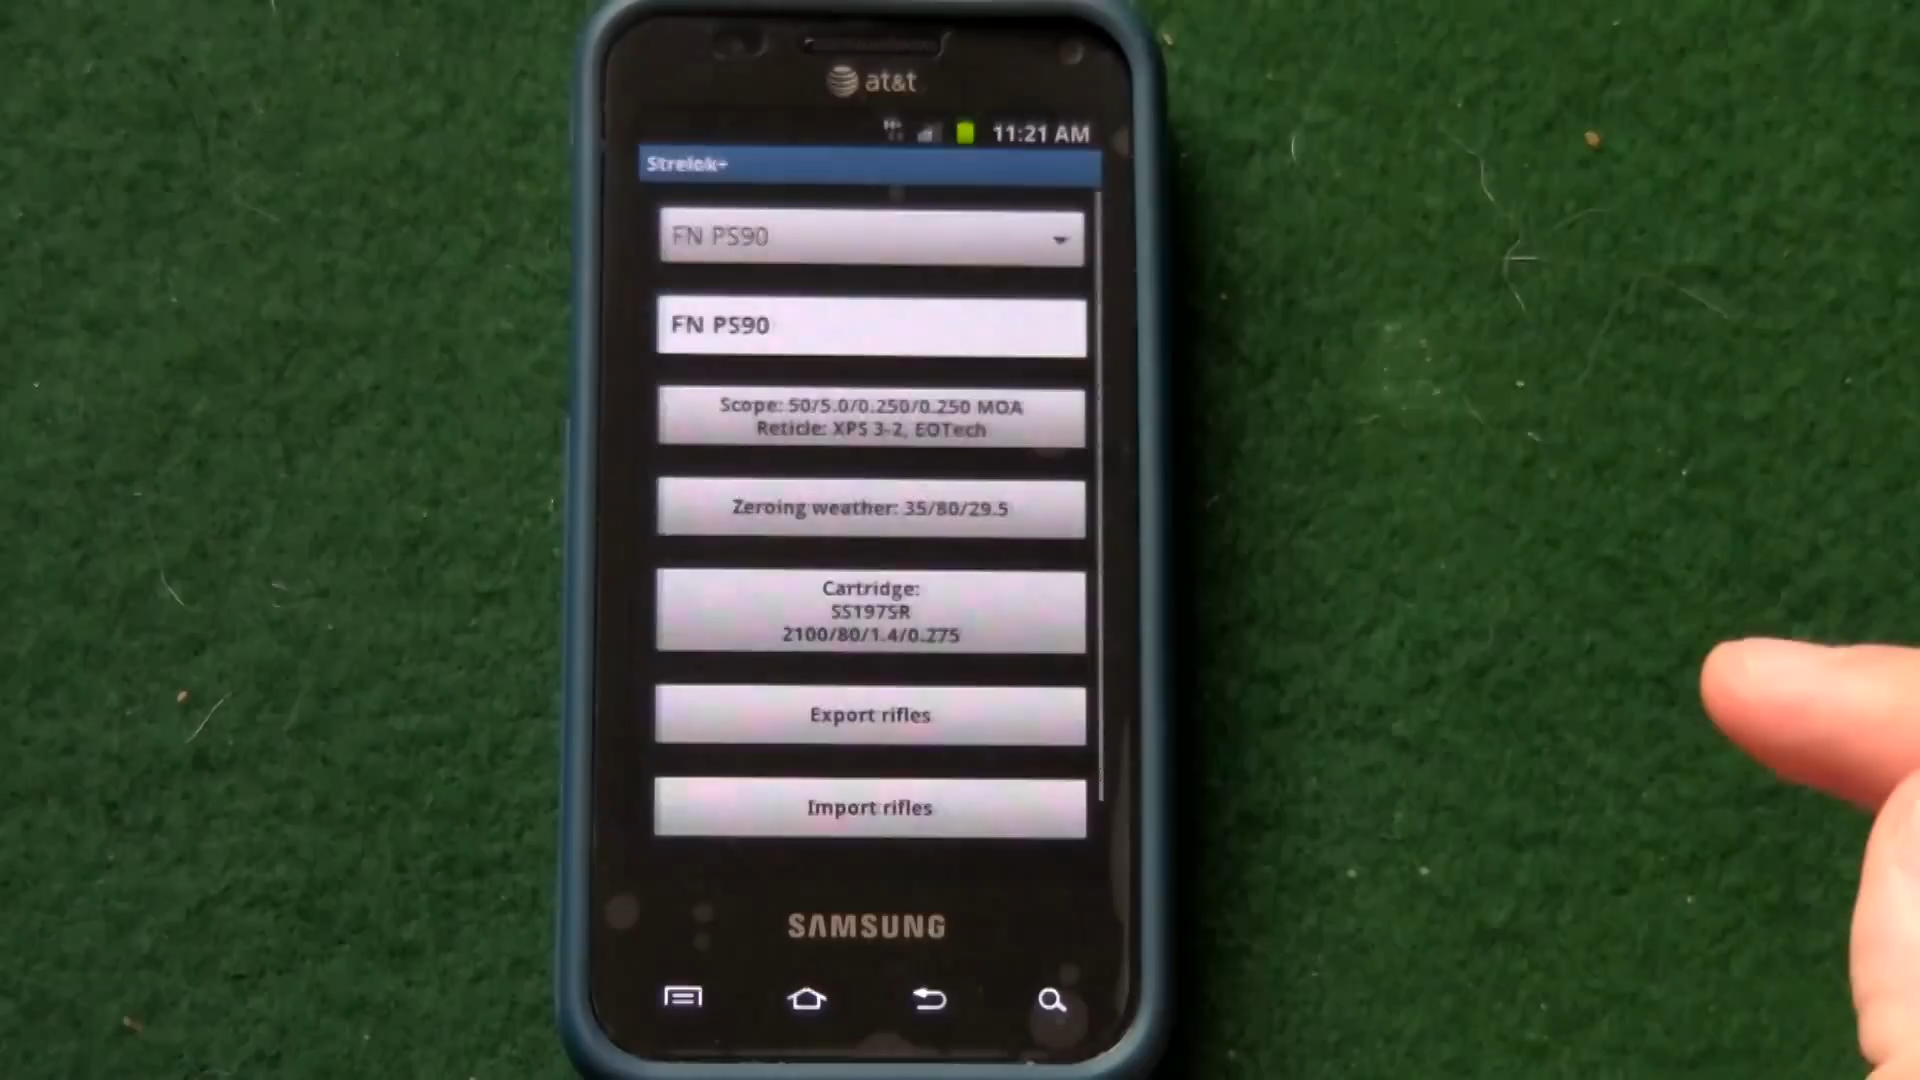 at&t
11:21 AM
Strelok+
FN PS90
FN PS90
Scope: 50/5.0/0.250/0.250 MOA
Reticle: XPS 3-2, EOTech
Zeroing weather: 35/80/29.5
Cartridge:
SS197SR
2100/80/1.4/0.275
Export rifles
Import rifles
SAMSUNG